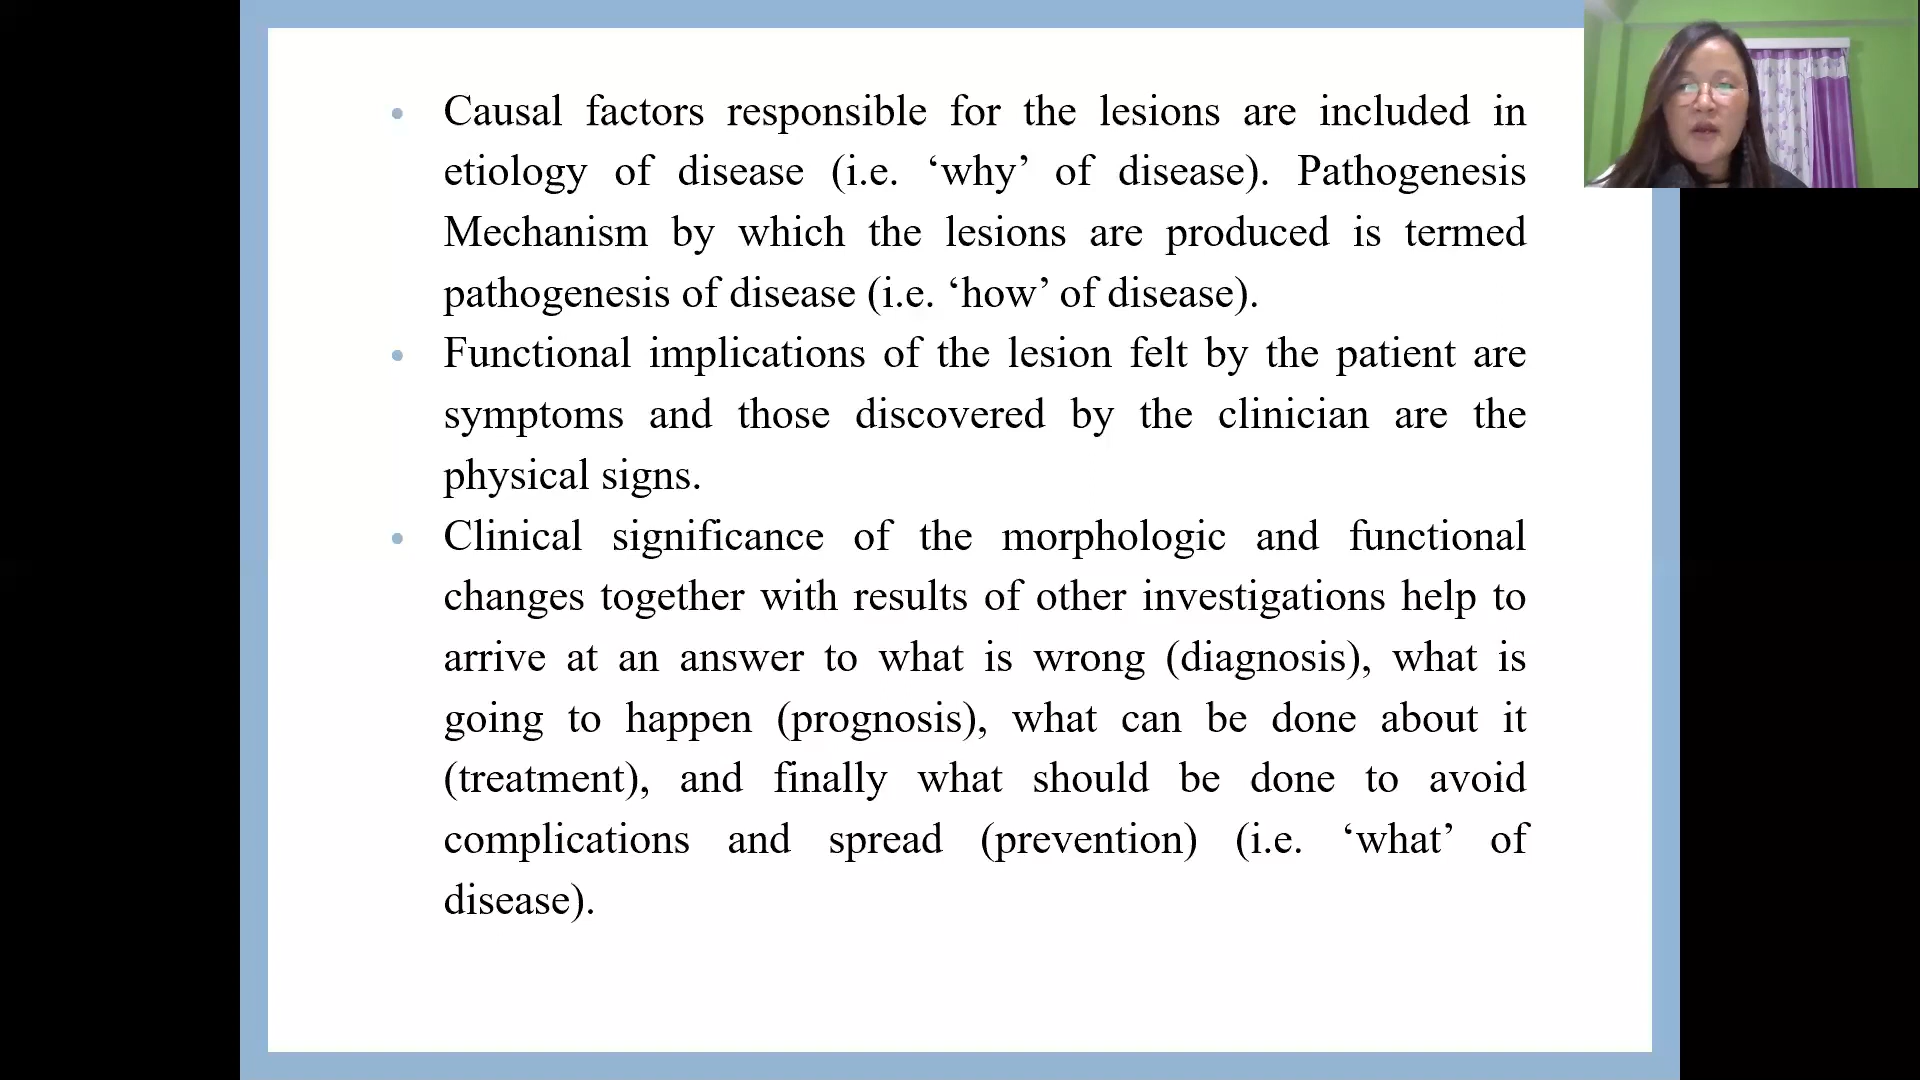 • Causal factors responsible for the lesions are included in
etiology of disease (i.e. ‘why’ of disease). Pathogenesis
Mechanism by which the lesions are produced is termed
pathogenesis of disease (i.e. ‘how’ of disease).
• Functional implications of the lesion felt by the patient are
symptoms and those discovered by the clinician are the
physical signs.
• Clinical significance of the morphologic and functional
changes together with results of other investigations help to
arrive at an answer to what is wrong (diagnosis), what is
going to happen (prognosis), what can be done about it
(treatment), and finally what should be done to avoid
complications and spread (prevention) (i.e. ‘what’ of
disease).